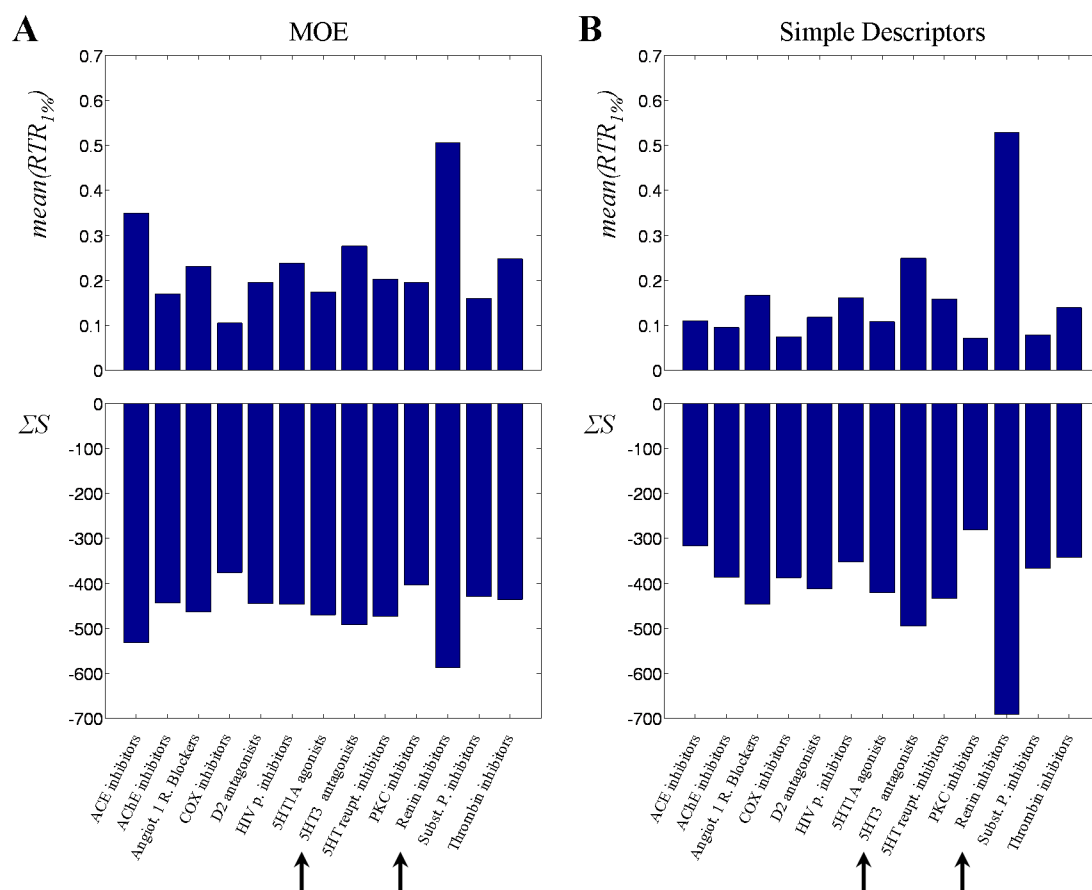 A
MOE
mean(RTR1%)
0.7
0.6
0.5
0.4
0.3
0.2
0.1
0
ΣS
0
-100
-200
-300
-400
-500
-600
-700
ACE inhibitors
AChE inhibitors
Angiot. 1 R. Blockers
COX inhibitors
D2 antagonists
HIV p. inhibitors
5HT1A agonists
5HT3 antagonists
5HT reupt. inhibitors
PKC inhibitors
Renin inhibitors
Subst. P. inhibitors
Thrombin inhibitors
B
Simple Descriptors
mean(RTR1%)
0.7
0.6
0.5
0.4
0.3
0.2
0.1
0
ΣS
0
-100
-200
-300
-400
-500
-600
-700
ACE inhibitors
AChE inhibitors
Angiot. 1 R. Blockers
COX inhibitors
D2 antagonists
HIV p. inhibitors
5HT1A agonists
5HT3 antagonists
5HT reupt. inhibitors
PKC inhibitors
Renin inhibitors
Subst. P. inhibitors
Thrombin inhibitors